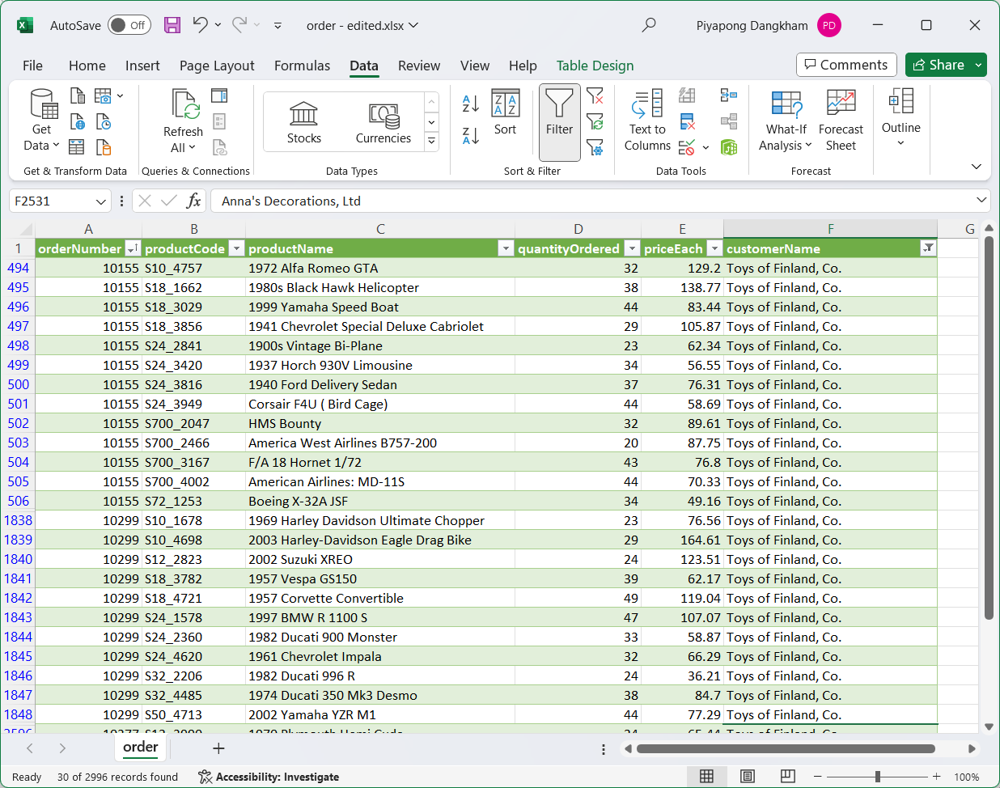 AutoSave Off order - edited.xlsx Piyapong Dangkham PD
File Home Insert Page Layout Formulas Data Review View Help Table Design Comments Share
Get Data Refresh All Stocks Currencies Sort Filter Text to Columns What-If Analysis Forecast Sheet Outline
Get & Transform Data Queries & Connections Data Types Sort & Filter Data Tools Forecast
F2531 fx Anna's Decorations, Ltd
A B C D E F G
1 orderNumber productCode productName quantityOrdered priceEach customerName
494 10155 S10_4757 1972 Alfa Romeo GTA 32 129.2 Toys of Finland, Co.
495 10155 S18_1662 1980s Black Hawk Helicopter 38 138.77 Toys of Finland, Co.
496 10155 S18_3029 1999 Yamaha Speed Boat 44 83.44 Toys of Finland, Co.
497 10155 S18_3856 1941 Chevrolet Special Deluxe Cabriolet 29 105.87 Toys of Finland, Co.
498 10155 S24_2841 1900s Vintage Bi-Plane 23 62.34 Toys of Finland, Co.
499 10155 S24_3420 1937 Horch 930V Limousine 34 56.55 Toys of Finland, Co.
500 10155 S24_3816 1940 Ford Delivery Sedan 37 76.31 Toys of Finland, Co.
501 10155 S24_3949 Corsair F4U ( Bird Cage) 44 58.69 Toys of Finland, Co.
502 10155 S700_2047 HMS Bounty 32 89.61 Toys of Finland, Co.
503 10155 S700_2466 America West Airlines B757-200 20 87.75 Toys of Finland, Co.
504 10155 S700_3167 F/A 18 Hornet 1/72 43 76.8 Toys of Finland, Co.
505 10155 S700_4002 American Airlines: MD-11S 44 70.33 Toys of Finland, Co.
506 10155 S72_1253 Boeing X-32A JSF 34 49.16 Toys of Finland, Co.
1838 10299 S10_1678 1969 Harley Davidson Ultimate Chopper 23 76.56 Toys of Finland, Co.
1839 10299 S10_4698 2003 Harley-Davidson Eagle Drag Bike 29 164.61 Toys of Finland, Co.
1840 10299 S12_2823 2002 Suzuki XREO 24 123.51 Toys of Finland, Co.
1841 10299 S18_3782 1957 Vespa GS150 39 62.17 Toys of Finland, Co.
1842 10299 S18_4721 1957 Corvette Convertible 49 119.04 Toys of Finland, Co.
1843 10299 S24_1578 1997 BMW R 1100 S 47 107.07 Toys of Finland, Co.
1844 10299 S24_2360 1982 Ducati 900 Monster 33 58.87 Toys of Finland, Co.
1845 10299 S24_4620 1961 Chevrolet Impala 32 66.29 Toys of Finland, Co.
1846 10299 S32_2206 1982 Ducati 996 R 24 36.21 Toys of Finland, Co.
1847 10299 S32_4485 1974 Ducati 350 Mk3 Desmo 38 84.7 Toys of Finland, Co.
1848 10299 S50_4713 2002 Yamaha YZR M1 44 77.29 Toys of Finland, Co.
order
Ready 30 of 2996 records found Accessibility: Investigate 100%